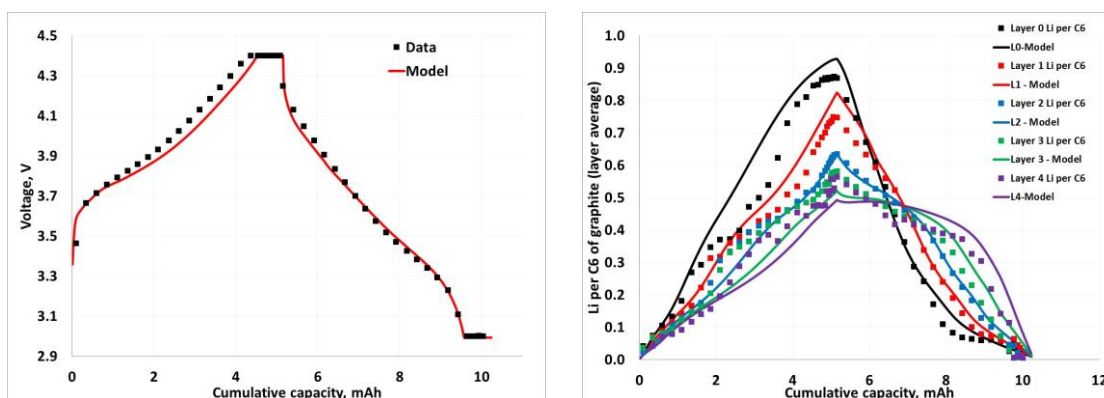 4.5
4.3
4.1
3.9
3.7
3.5
3.3
3.1
2.9
Voltage, V
Data
Model
0
2
4
6
8
10
Cumulative capacity, mAh
1.0
0.9
0.8
0.7
0.6
0.5
0.4
0.3
0.2
0.1
0.0
Li per C6 of graphite (layer average)
Layer 0 Li per C6
L0-Model
Layer 1 Li per C6
L1 - Model
Layer 2 Li per C6
L2 - Model
Layer 3 Li per C6
Layer 3 - Model
Layer 4 Li per C6
L4-Model
0
2
4
6
8
10
12
Cumulative capacity, mAh